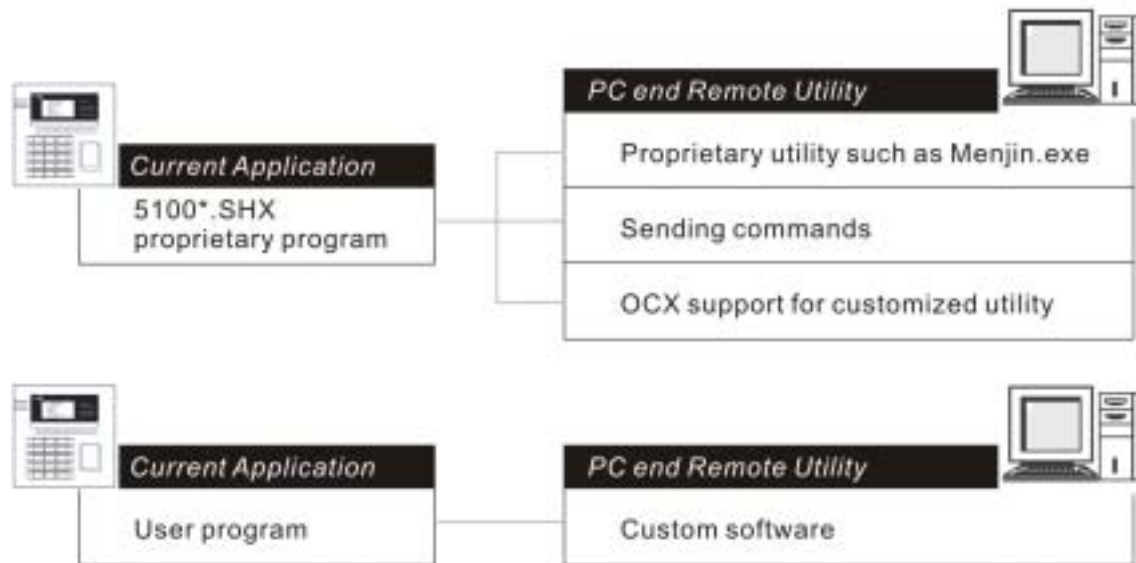 PC end Remote Utility
Current Application
5100*.SHX
proprietary program
Proprietary utility such as Menjin.exe
Sending commands
OCX support for customized utility
Current Application
User program
PC end Remote Utility
Custom software